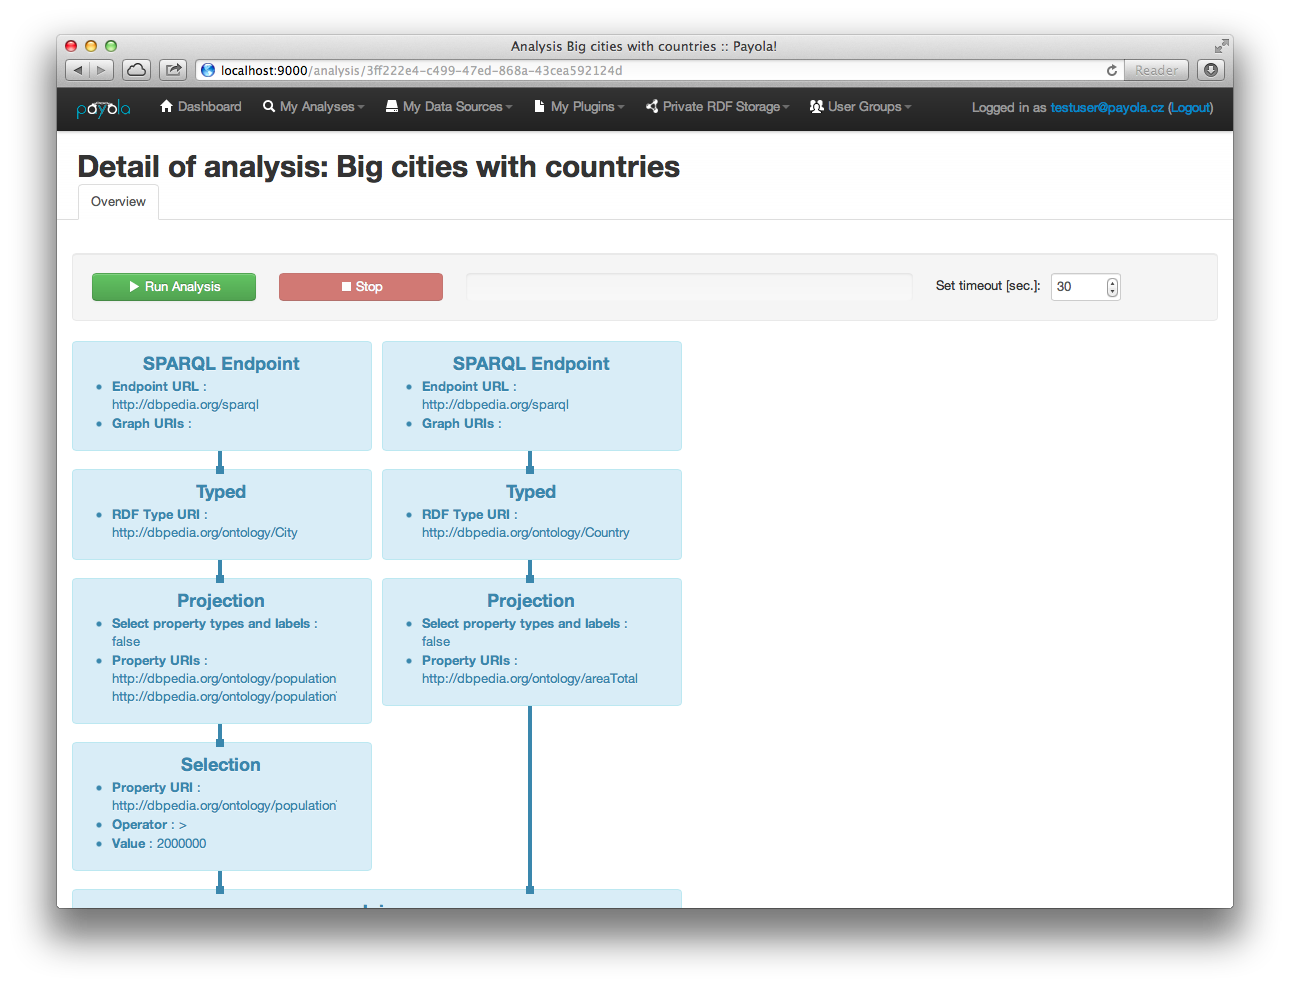 Analysis Big cities with countries :: Payola!
localhost:9000/analysis/3ff222e4-c499-47ed-868a-43cea592124d
Reader
payola
Dashboard
My Analyses
My Data Sources
My Plugins
Private RDF Storage
User Groups
Logged in as testuser@payola.cz (Logout)
Detail of analysis: Big cities with countries
Overview
Run Analysis
Stop
Set timeout [sec.]:
30
SPARQL Endpoint
Endpoint URL :
http://dbpedia.org/sparql
Graph URIs :
SPARQL Endpoint
Endpoint URL :
http://dbpedia.org/sparql
Graph URIs :
Typed
RDF Type URI :
http://dbpedia.org/ontology/City
Typed
RDF Type URI :
http://dbpedia.org/ontology/Country
Projection
Select property types and labels :
false
Property URIs :
http://dbpedia.org/ontology/population
http://dbpedia.org/ontology/population
Projection
Select property types and labels :
false
Property URIs :
http://dbpedia.org/ontology/areaTotal
Selection
Property URI :
http://dbpedia.org/ontology/population
Operator : >
Value : 2000000